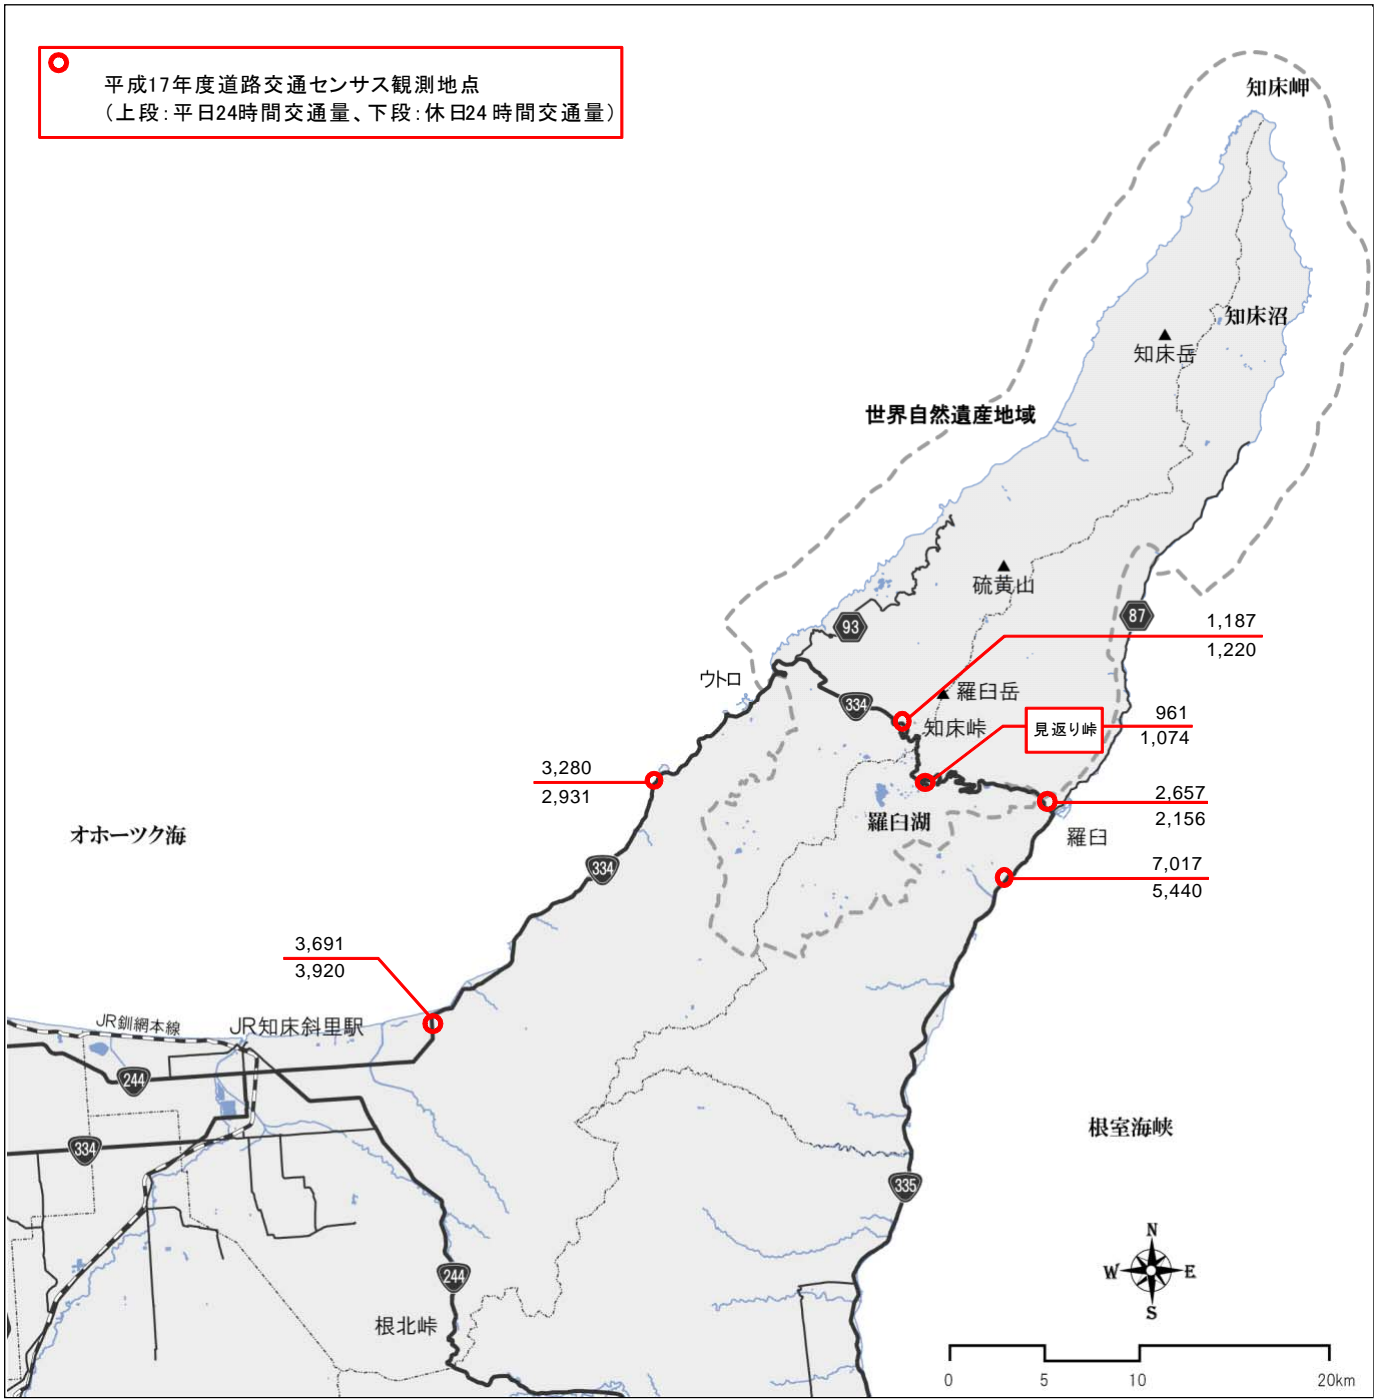 平成17年度道路交通センサス観測地点
（上段：平日24時間交通量、下段：休日24時間交通量）
知床岬
知床沼
知床岳
世界自然遺産地域
硫黄山
93
87
1,187
1,220
ウトロ
羅臼岳
334
知床峠
見返り峠
961
1,074
3,280
2,931
2,657
2,156
羅臼湖
羅臼
オホーツク海
334
7,017
5,440
3,691
3,920
JR釧網本線
JR知床斜里駅
244
334
根室海峡
335
244
根北峠
N
W E
S
0 5 10 20km